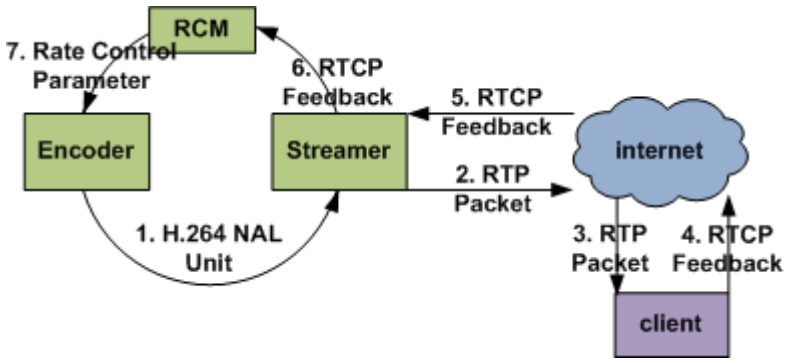 RCM
7. Rate Control
Parameter
6. RTCP
Feedback
5. RTCP
Feedback
Encoder
Streamer
internet
2. RTP
Packet
1. H.264 NAL
Unit
3. RTP
Packet
4. RTCP
Feedback
client